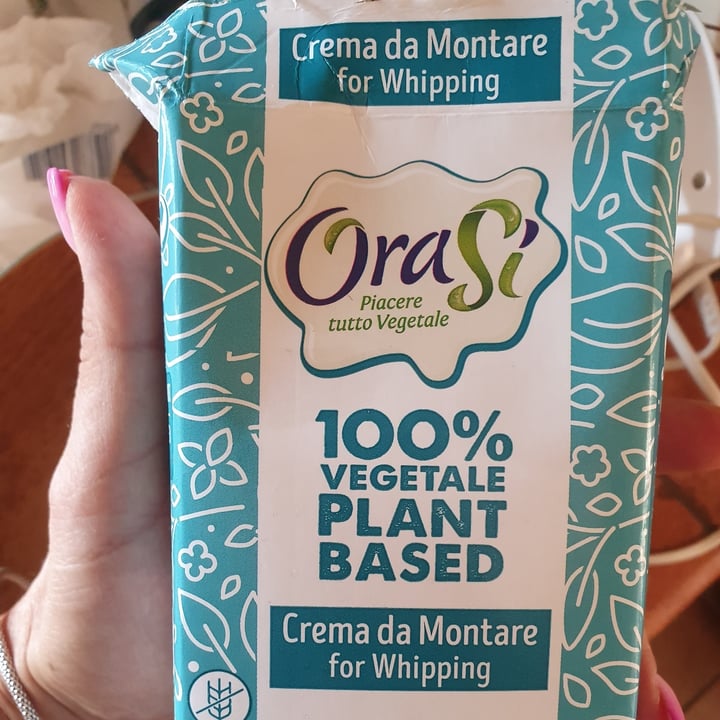 Crema da Montare
for Whipping
OraSì
Piacere
tutto Vegetale
100%
VEGETALE
PLANT
BASED
Crema da Montare
for Whipping